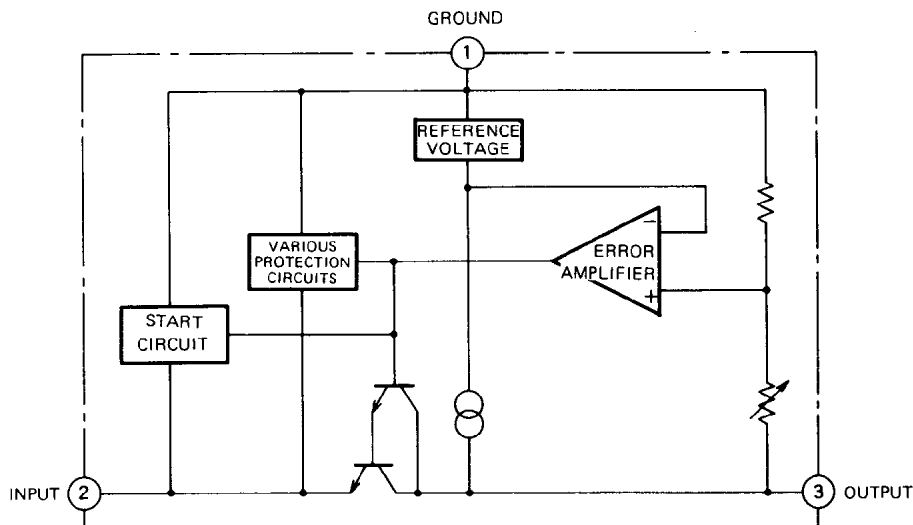 GROUND
1
REFERENCE
VOLTAGE
VARIOUS
PROTECTION
CIRCUITS
−
ERROR
AMPLIFIER
+
START
CIRCUIT
INPUT 2
3 OUTPUT